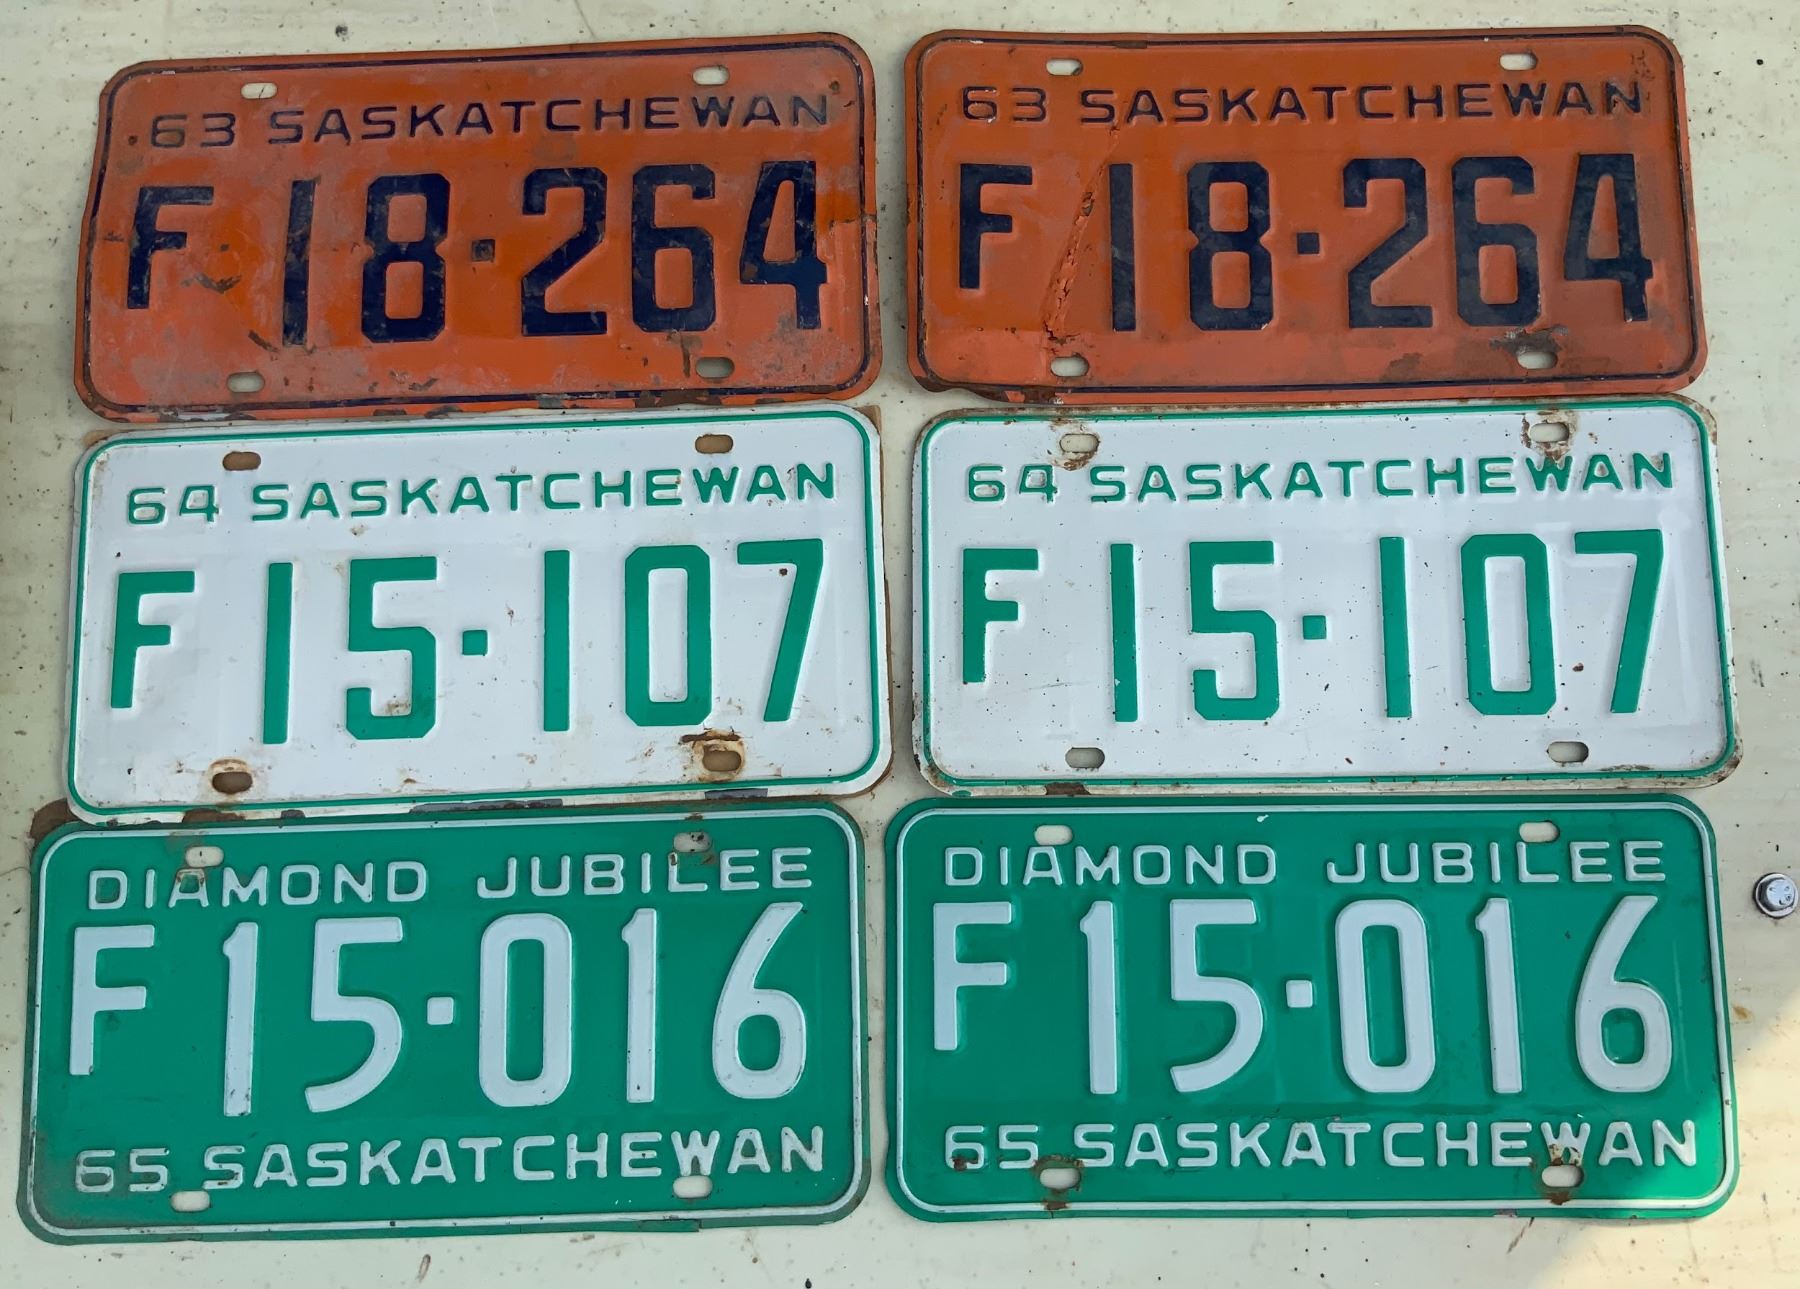 63 SASKATCHEWAN
F 18·264
63 SASKATCHEWAN
F 18·264
64 SASKATCHEWAN
F 15·107
64 SASKATCHEWAN
F 15·107
DIAMOND JUBILEE
F 15·016
65 SASKATCHEWAN
DIAMOND JUBILEE
F 15·016
65 SASKATCHEWAN